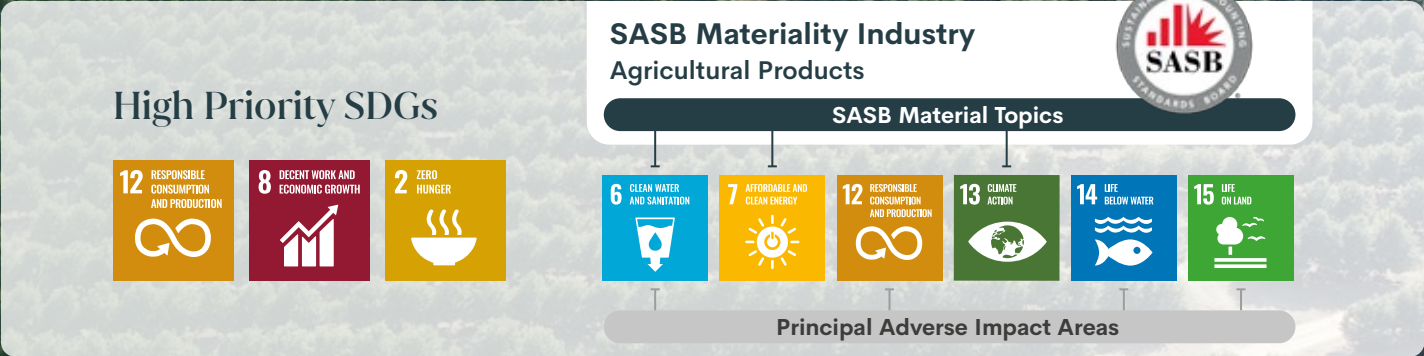 High Priority SDGs
12 RESPONSIBLE
CONSUMPTION
AND PRODUCTION
8 DECENT WORK AND
ECONOMIC GROWTH
2 ZERO
HUNGER
SASB Materiality Industry
Agricultural Products
SASB
STANDARDS BOARD
®
SASB Material Topics
6 CLEAN WATER
AND SANITATION
7 AFFORDABLE AND
CLEAN ENERGY
12 RESPONSIBLE
CONSUMPTION
AND PRODUCTION
13 CLIMATE
ACTION
14 LIFE
BELOW WATER
15 LIFE
ON LAND
Principal Adverse Impact Areas